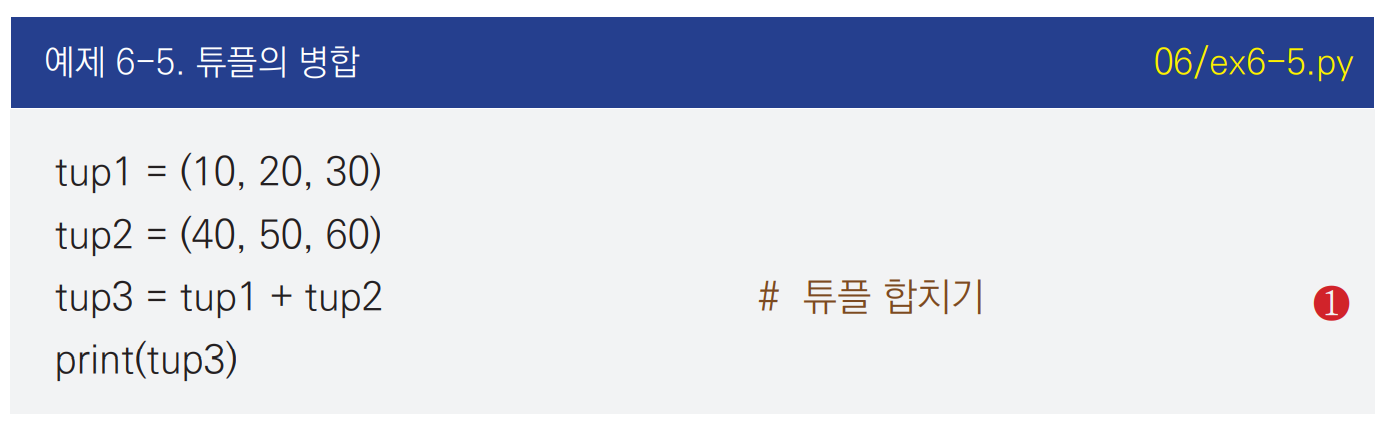 예제 6-5. 튜플의 병합 06/ex6-5.py
tup1 = (10, 20, 30)
tup2 = (40, 50, 60)
tup3 = tup1 + tup2 # 튜플 합치기 ❶
print(tup3)